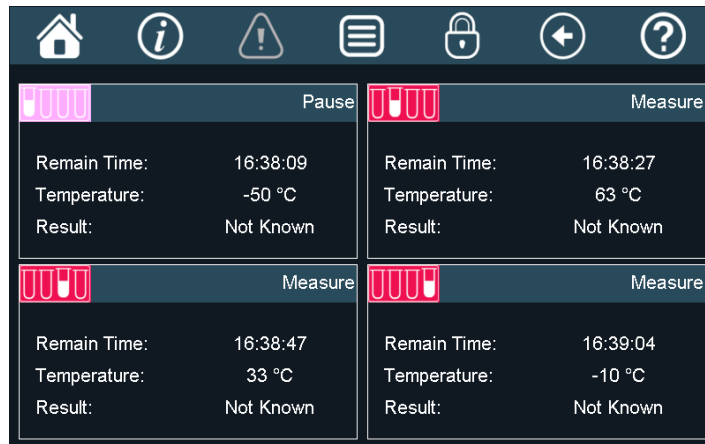 Pause
Remain Time: 16:38:09
Temperature: -50 °C
Result: Not Known
Measure
Remain Time: 16:38:27
Temperature: 63 °C
Result: Not Known
Measure
Remain Time: 16:38:47
Temperature: 33 °C
Result: Not Known
Measure
Remain Time: 16:39:04
Temperature: -10 °C
Result: Not Known